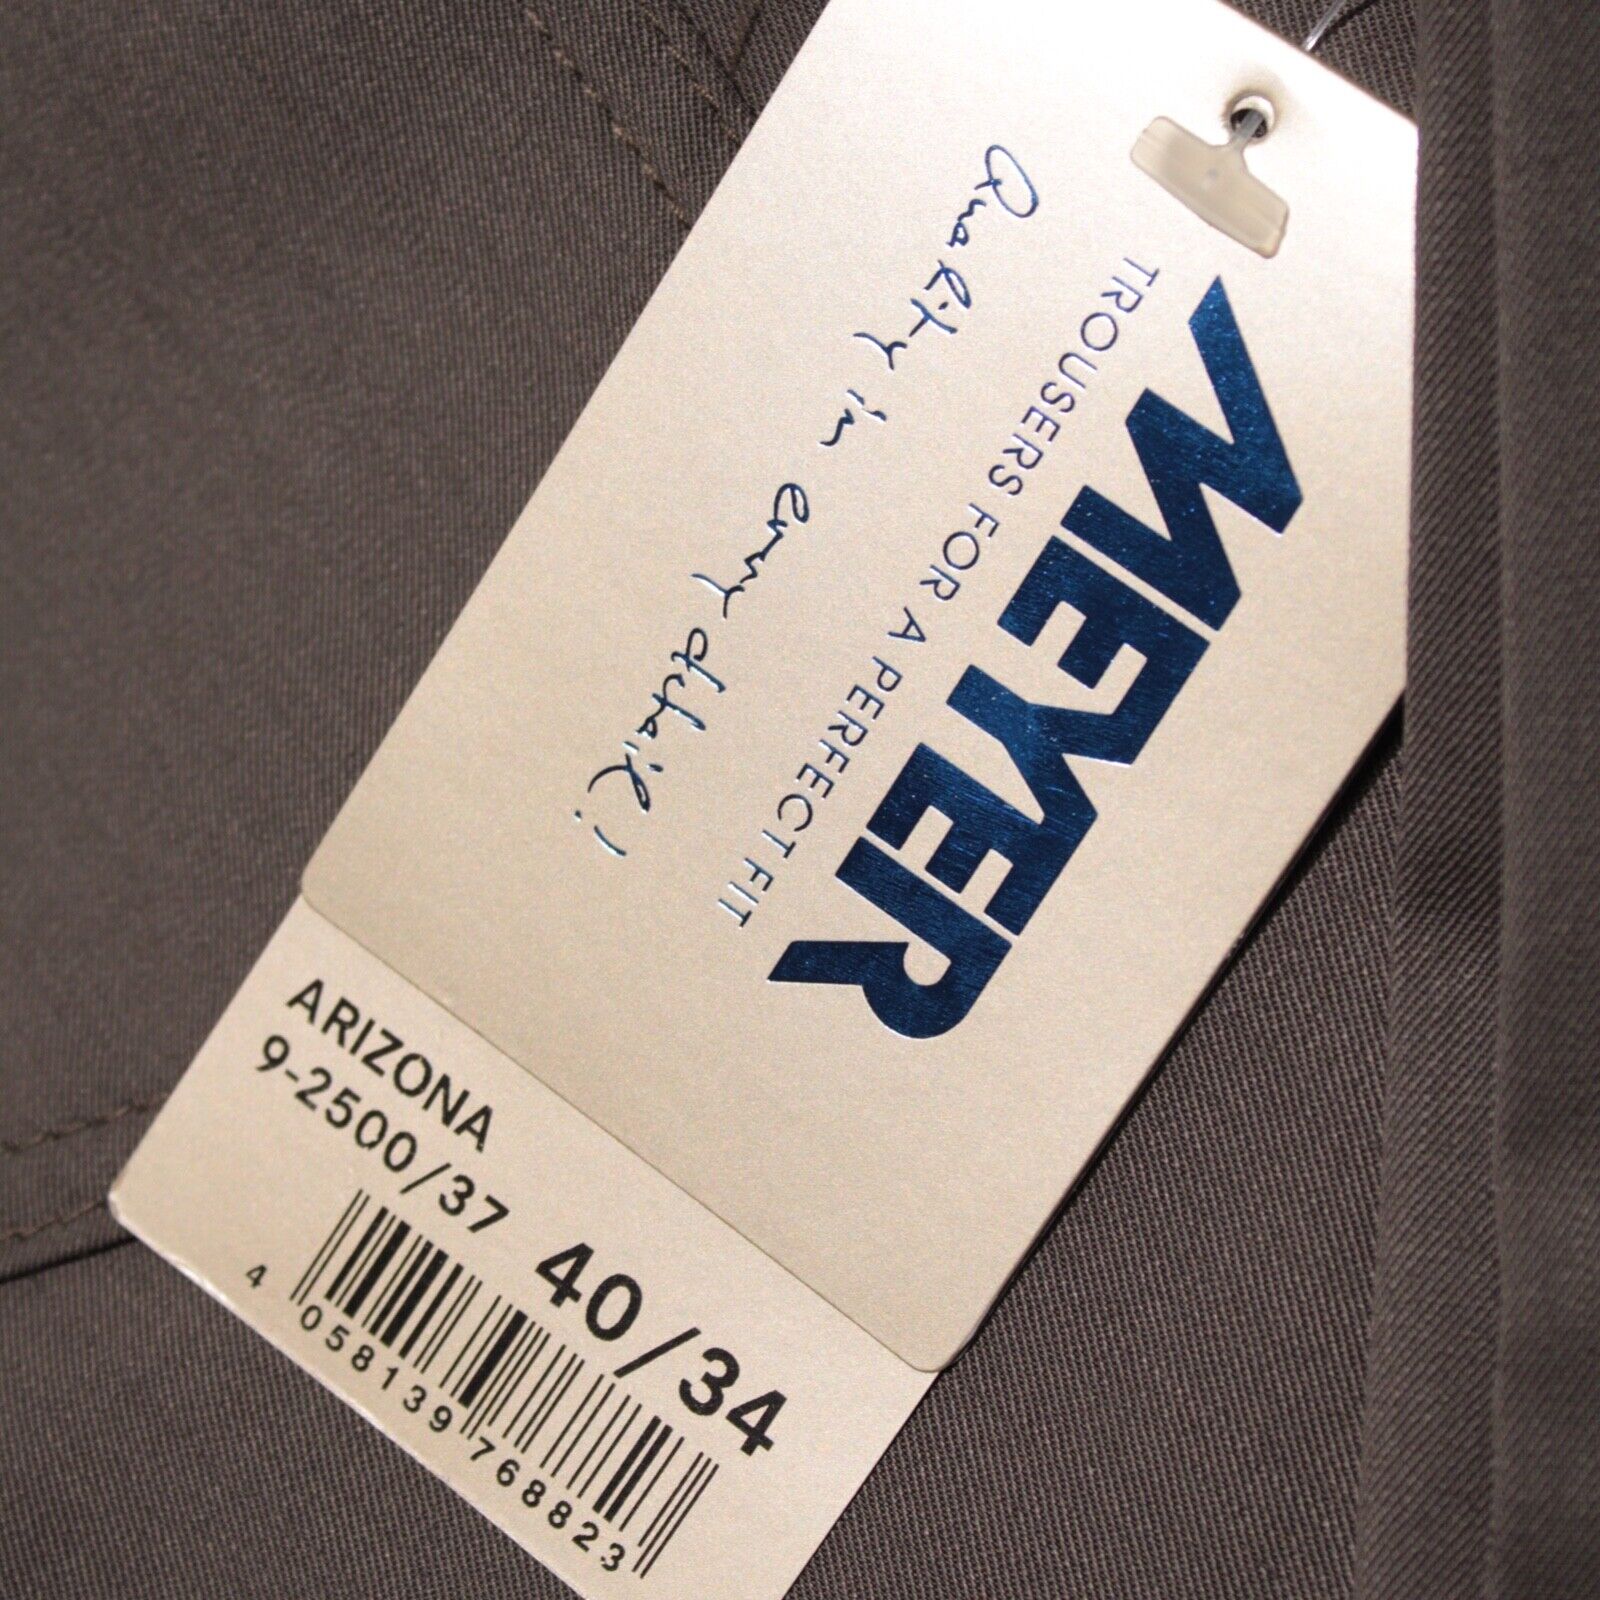 MEYER
TROUSERS FOR A PERFECT FIT
Quality in every detail!
ARIZONA
9-2500/37
40/34
4 058139 768823